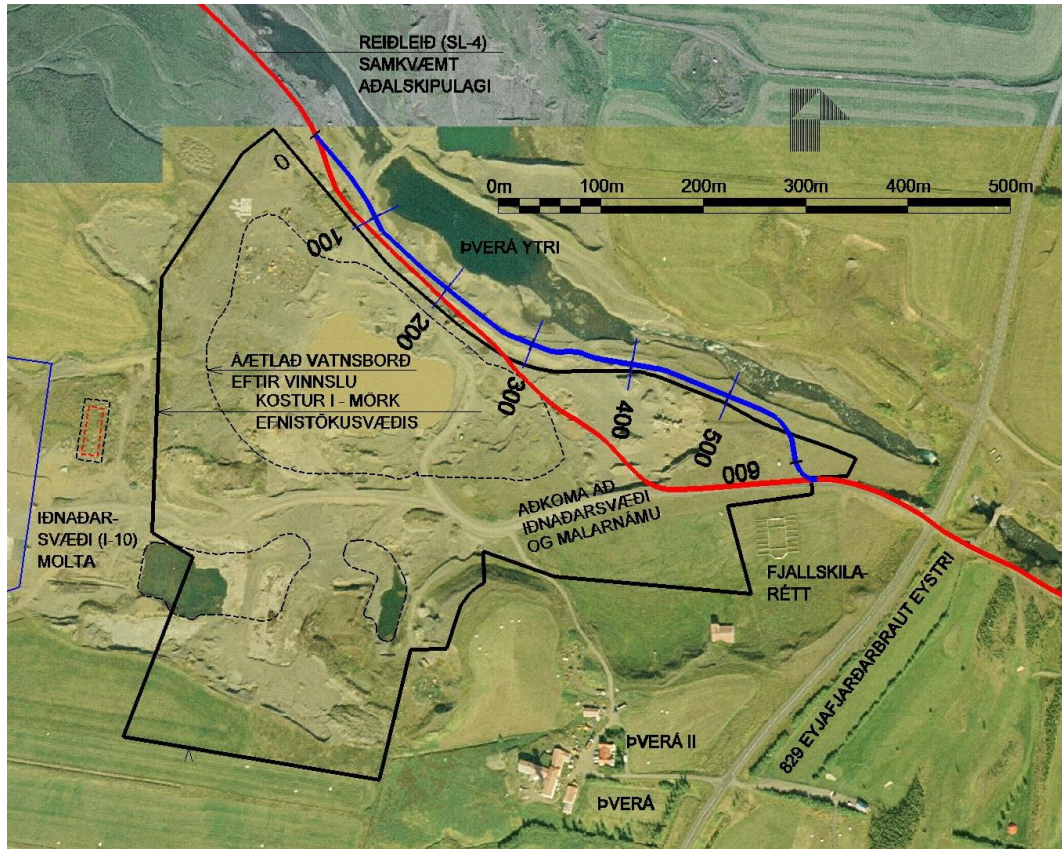 REIÐLEIÐ (SL-4)
SAMKVÆMT
AÐALSKIPULAGI
0m 100m 200m 300m 400m 500m
0
100
200
300
400
500
600
ÞVERÁ YTRI
ÁÆTLAÐ VATNSBORÐ
EFTIR VINNSLU
KOSTUR I - MÖRK
EFNISTÖKUSVÆÐIS
AÐKOMA AÐ
IÐNAÐARSVÆÐI
OG MALARNÁMU
IÐNAÐAR-
SVÆÐI (I-10)
MOLTA
FJALLSKILA-
RÉTT
829 EYJAFJARÐARBRAUT EYSTRI
ÞVERÁ II
ÞVERÁ